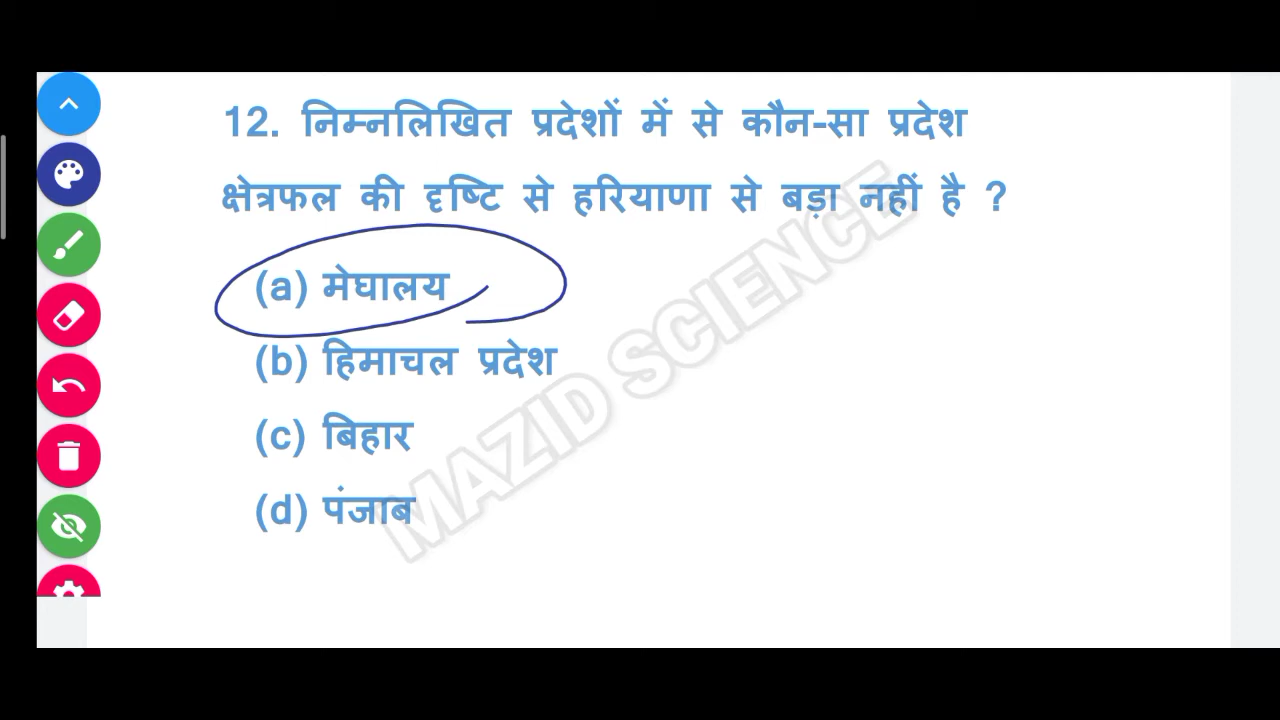 12. निम्नलिखित प्रदेशों में से कौन-सा प्रदेश
क्षेत्रफल की दृष्टि से हरियाणा से बड़ा नहीं है ?
(a) मेघालय
(b) हिमाचल प्रदेश
(c) बिहार
(d) पंजाब
MAZID SCIENCE